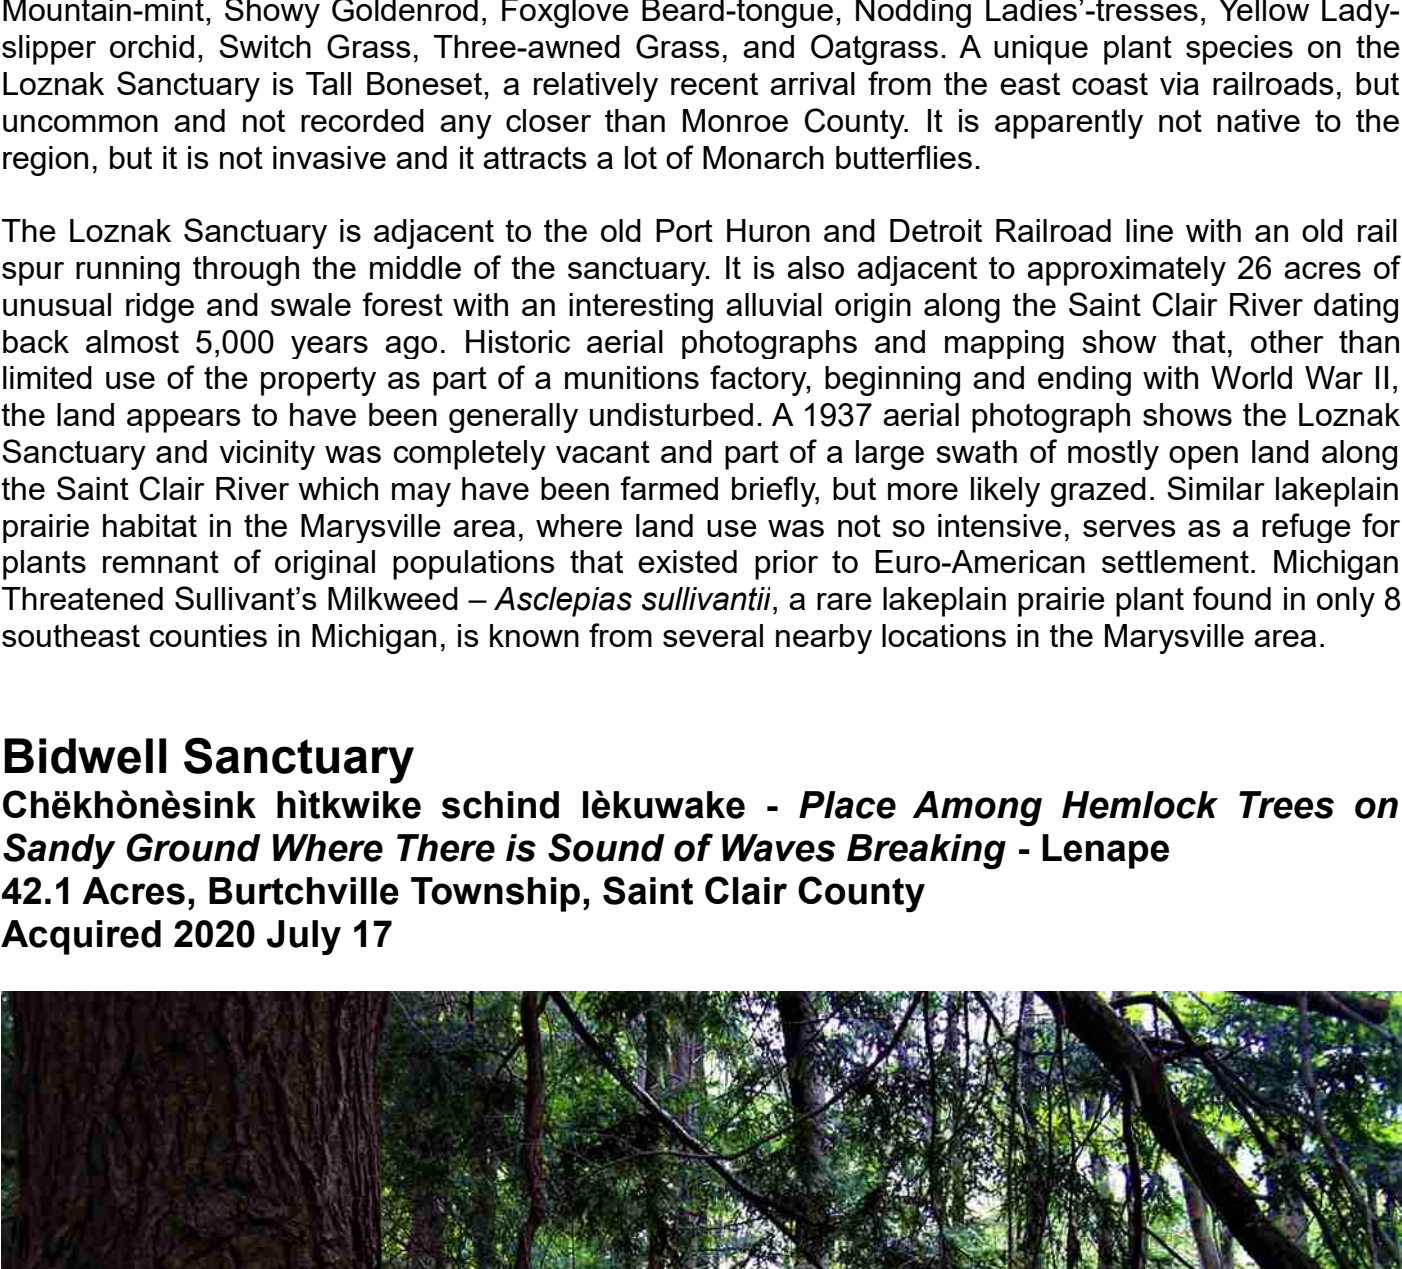 Mountain-mint, Showy Goldenrod, Foxglove Beard-tongue, Nodding Ladies’-tresses, Yellow Lady-
slipper orchid, Switch Grass, Three-awned Grass, and Oatgrass. A unique plant species on the
Loznak Sanctuary is Tall Boneset, a relatively recent arrival from the east coast via railroads, but
uncommon and not recorded any closer than Monroe County. It is apparently not native to the
region, but it is not invasive and it attracts a lot of Monarch butterflies.
The Loznak Sanctuary is adjacent to the old Port Huron and Detroit Railroad line with an old rail
spur running through the middle of the sanctuary. It is also adjacent to approximately 26 acres of
unusual ridge and swale forest with an interesting alluvial origin along the Saint Clair River dating
back almost 5,000 years ago. Historic aerial photographs and mapping show that, other than
limited use of the property as part of a munitions factory, beginning and ending with World War II,
the land appears to have been generally undisturbed. A 1937 aerial photograph shows the Loznak
Sanctuary and vicinity was completely vacant and part of a large swath of mostly open land along
the Saint Clair River which may have been farmed briefly, but more likely grazed. Similar lakeplain
prairie habitat in the Marysville area, where land use was not so intensive, serves as a refuge for
plants remnant of original populations that existed prior to Euro-American settlement. Michigan
Threatened Sullivant’s Milkweed – Asclepias sullivantii, a rare lakeplain prairie plant found in only 8
southeast counties in Michigan, is known from several nearby locations in the Marysville area.
Bidwell Sanctuary
Chëkhònèsink hìtkwike schind lèkuwake - Place Among Hemlock Trees on
Sandy Ground Where There is Sound of Waves Breaking - Lenape
42.1 Acres, Burtchville Township, Saint Clair County
Acquired 2020 July 17